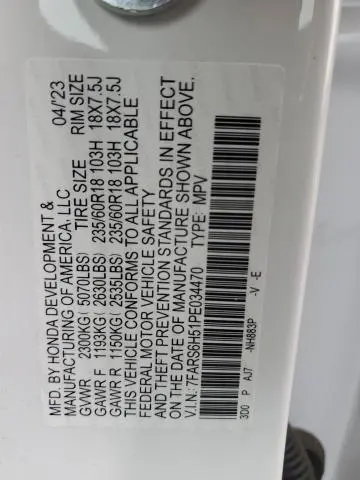 MFD. BY HONDA DEVELOPMENT & 04/'23
MANUFACTURING OF AMERICA, LLC
GVWR 2300KG( 5070LBS) TIRE SIZE RIM SIZE
GAWR F 1193KG( 2630LBS) 235/60R18 103H 18X7.5J
GAWR R 1150KG( 2535LBS) 235/60R18 103H 18X7.5J
THIS VEHICLE CONFORMS TO ALL APPLICABLE
FEDERAL MOTOR VEHICLE SAFETY
AND THEFT PREVENTION STANDARDS IN EFFECT
ON THE DATE OF MANUFACTURE SHOWN ABOVE.
V.I.N.: 7FARS6H51PE034470 TYPE: MPV
300 P AJ7 -NH883P -V -E